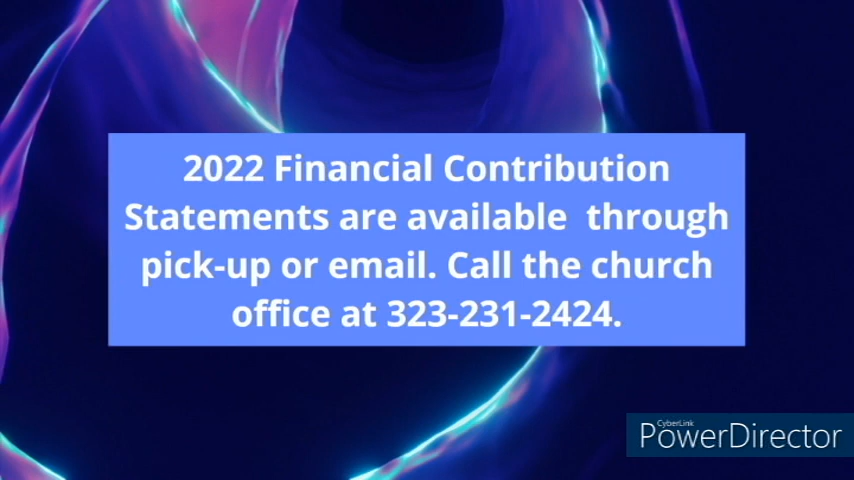 2022 Financial Contribution
Statements are available  through
pick-up or email. Call the church
office at 323-231-2424.
CyberLink
PowerDirector